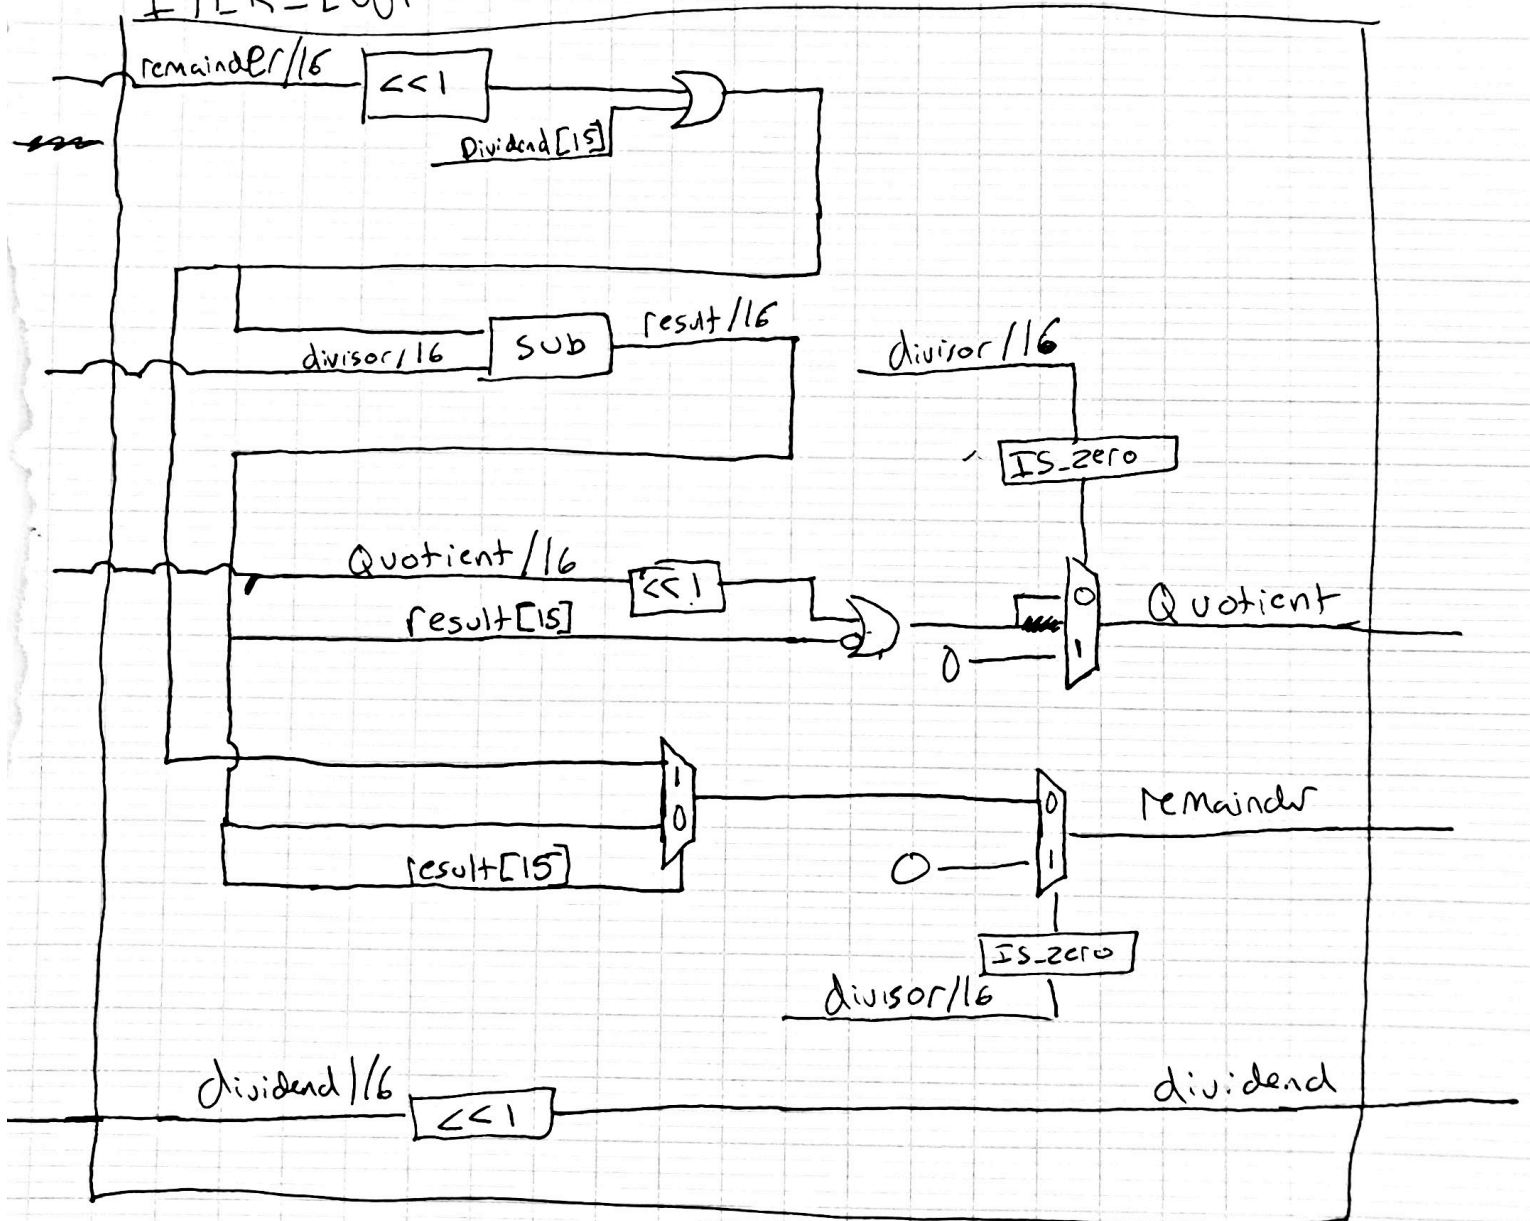 remainder/16
<<1
Dividend[15]
result/16
SUb
divisor/16
divisor/16
IS_zero
Quotient/16
<<1
result[15]
0
Quotient
0
1
1
0
0
remainder
result[15]
0
1
IS_zero
divisor/16
dividend/16
<<1
dividend